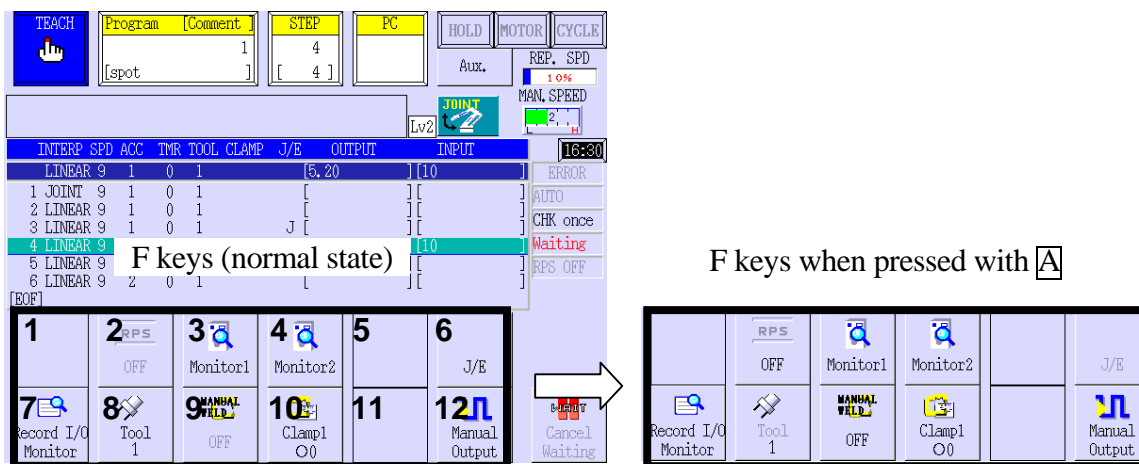 TEACH
Program [Comment ]
1
[spot ]
STEP
4
[ 4 ]
PC
HOLD MOTOR CYCLE
Aux.
REP. SPD
10%
MAN. SPEED
2
L H
Lv2
JOINT
INTERP SPD ACC TMR TOOL CLAMP J/E OUTPUT INPUT
16:30
LINEAR 9 1 0 1 [5.20 ][10 ]
1 JOINT 9 1 0 1 [ ][ ]
2 LINEAR 9 1 0 1 [ ][ ]
3 LINEAR 9 1 0 1 J [ ][ ]
4 LINEAR 9 [10 ]
5 LINEAR 9 ][ ]
6 LINEAR 9 2 0 1 [ ][ ]
[EOF]
ERROR
AUTO
CHK once
Waiting
RPS OFF
F keys (normal state)
F keys when pressed with A
1
2 RPS
OFF
3
Monitor1
4
Monitor2
5
6
J/E
7
Record I/O
Monitor
8
Tool
1
9 MANUAL
WELD
OFF
10
Clamp1
O0
11
12
Manual
Output
WAIT
Cancel
Waiting
RPS
OFF
Monitor1
Monitor2
J/E
Record I/O
Monitor
Tool
1
MANUAL
WELD
OFF
Clamp1
O0
Manual
Output